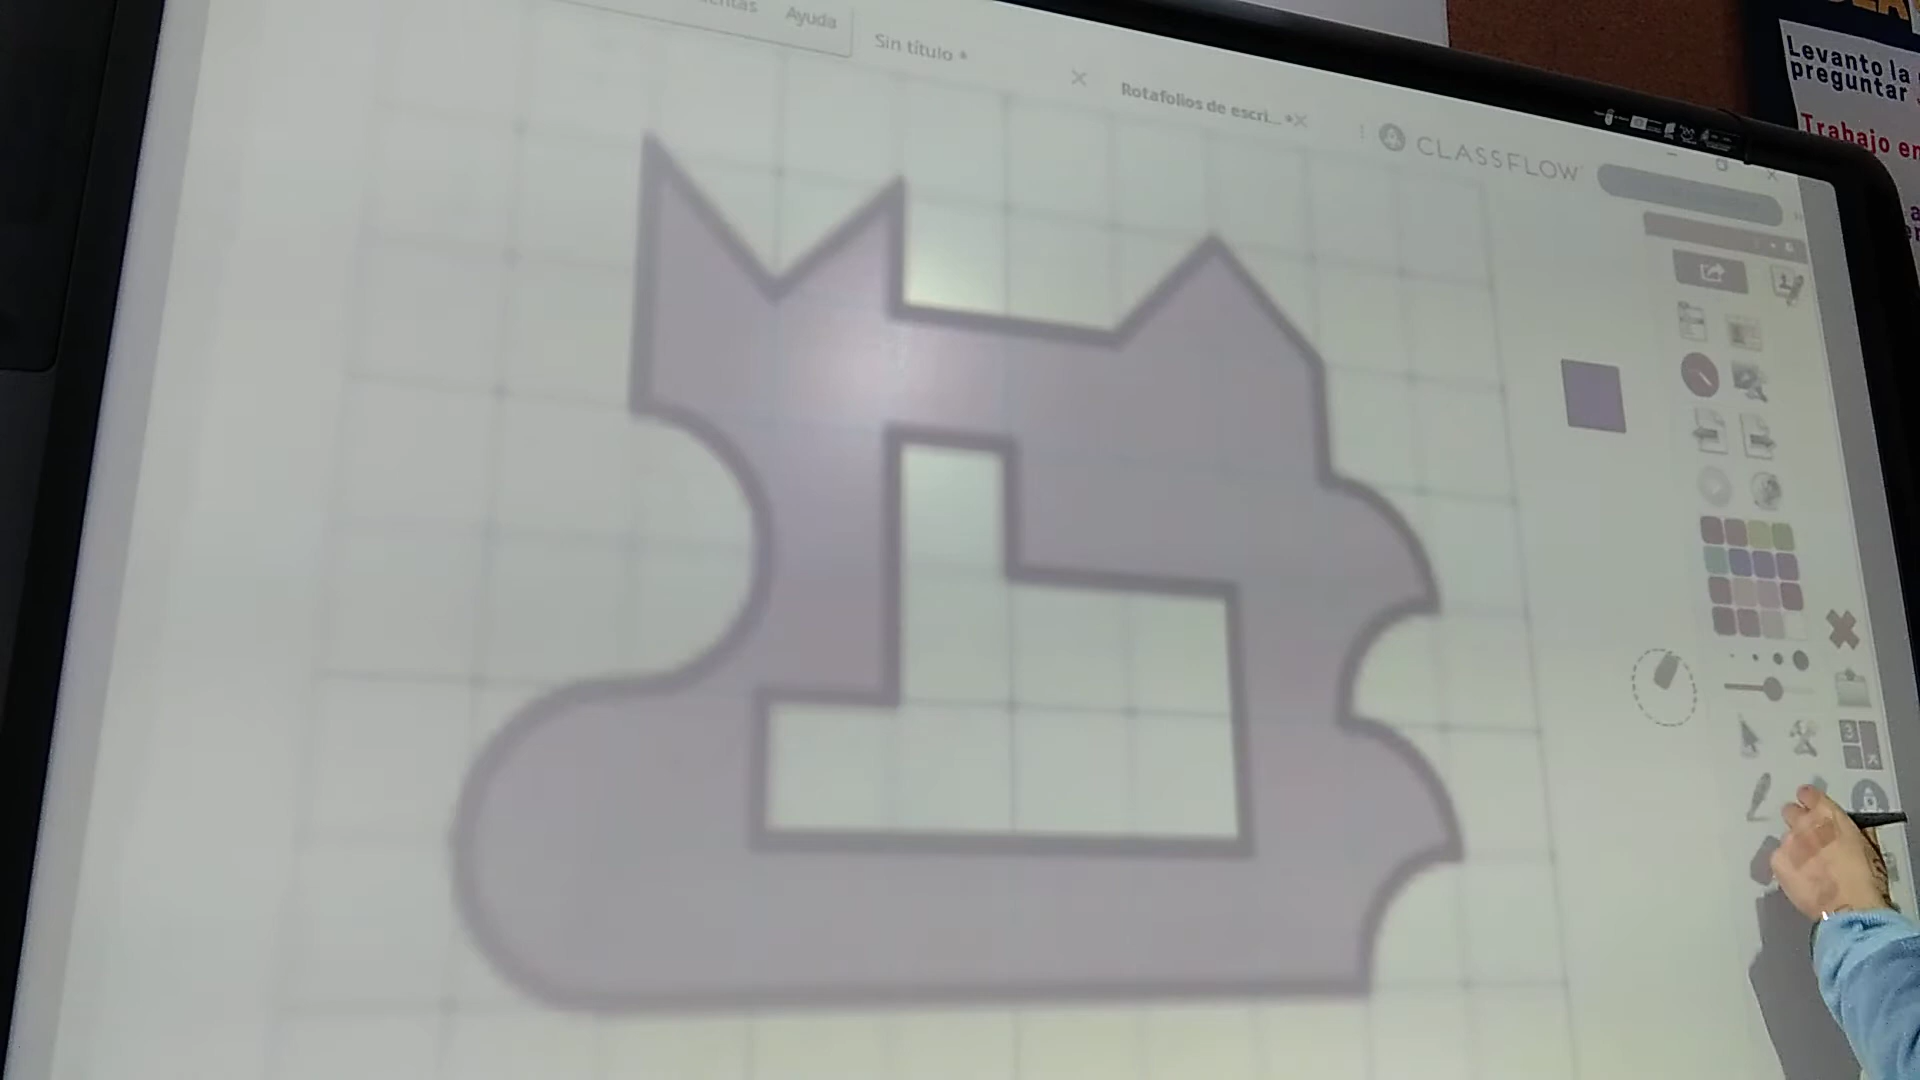 Ayuda
Sin título *
Rotafolios de escri... *
CLASSFLOW
Levanto la
preguntar
Trabajo en